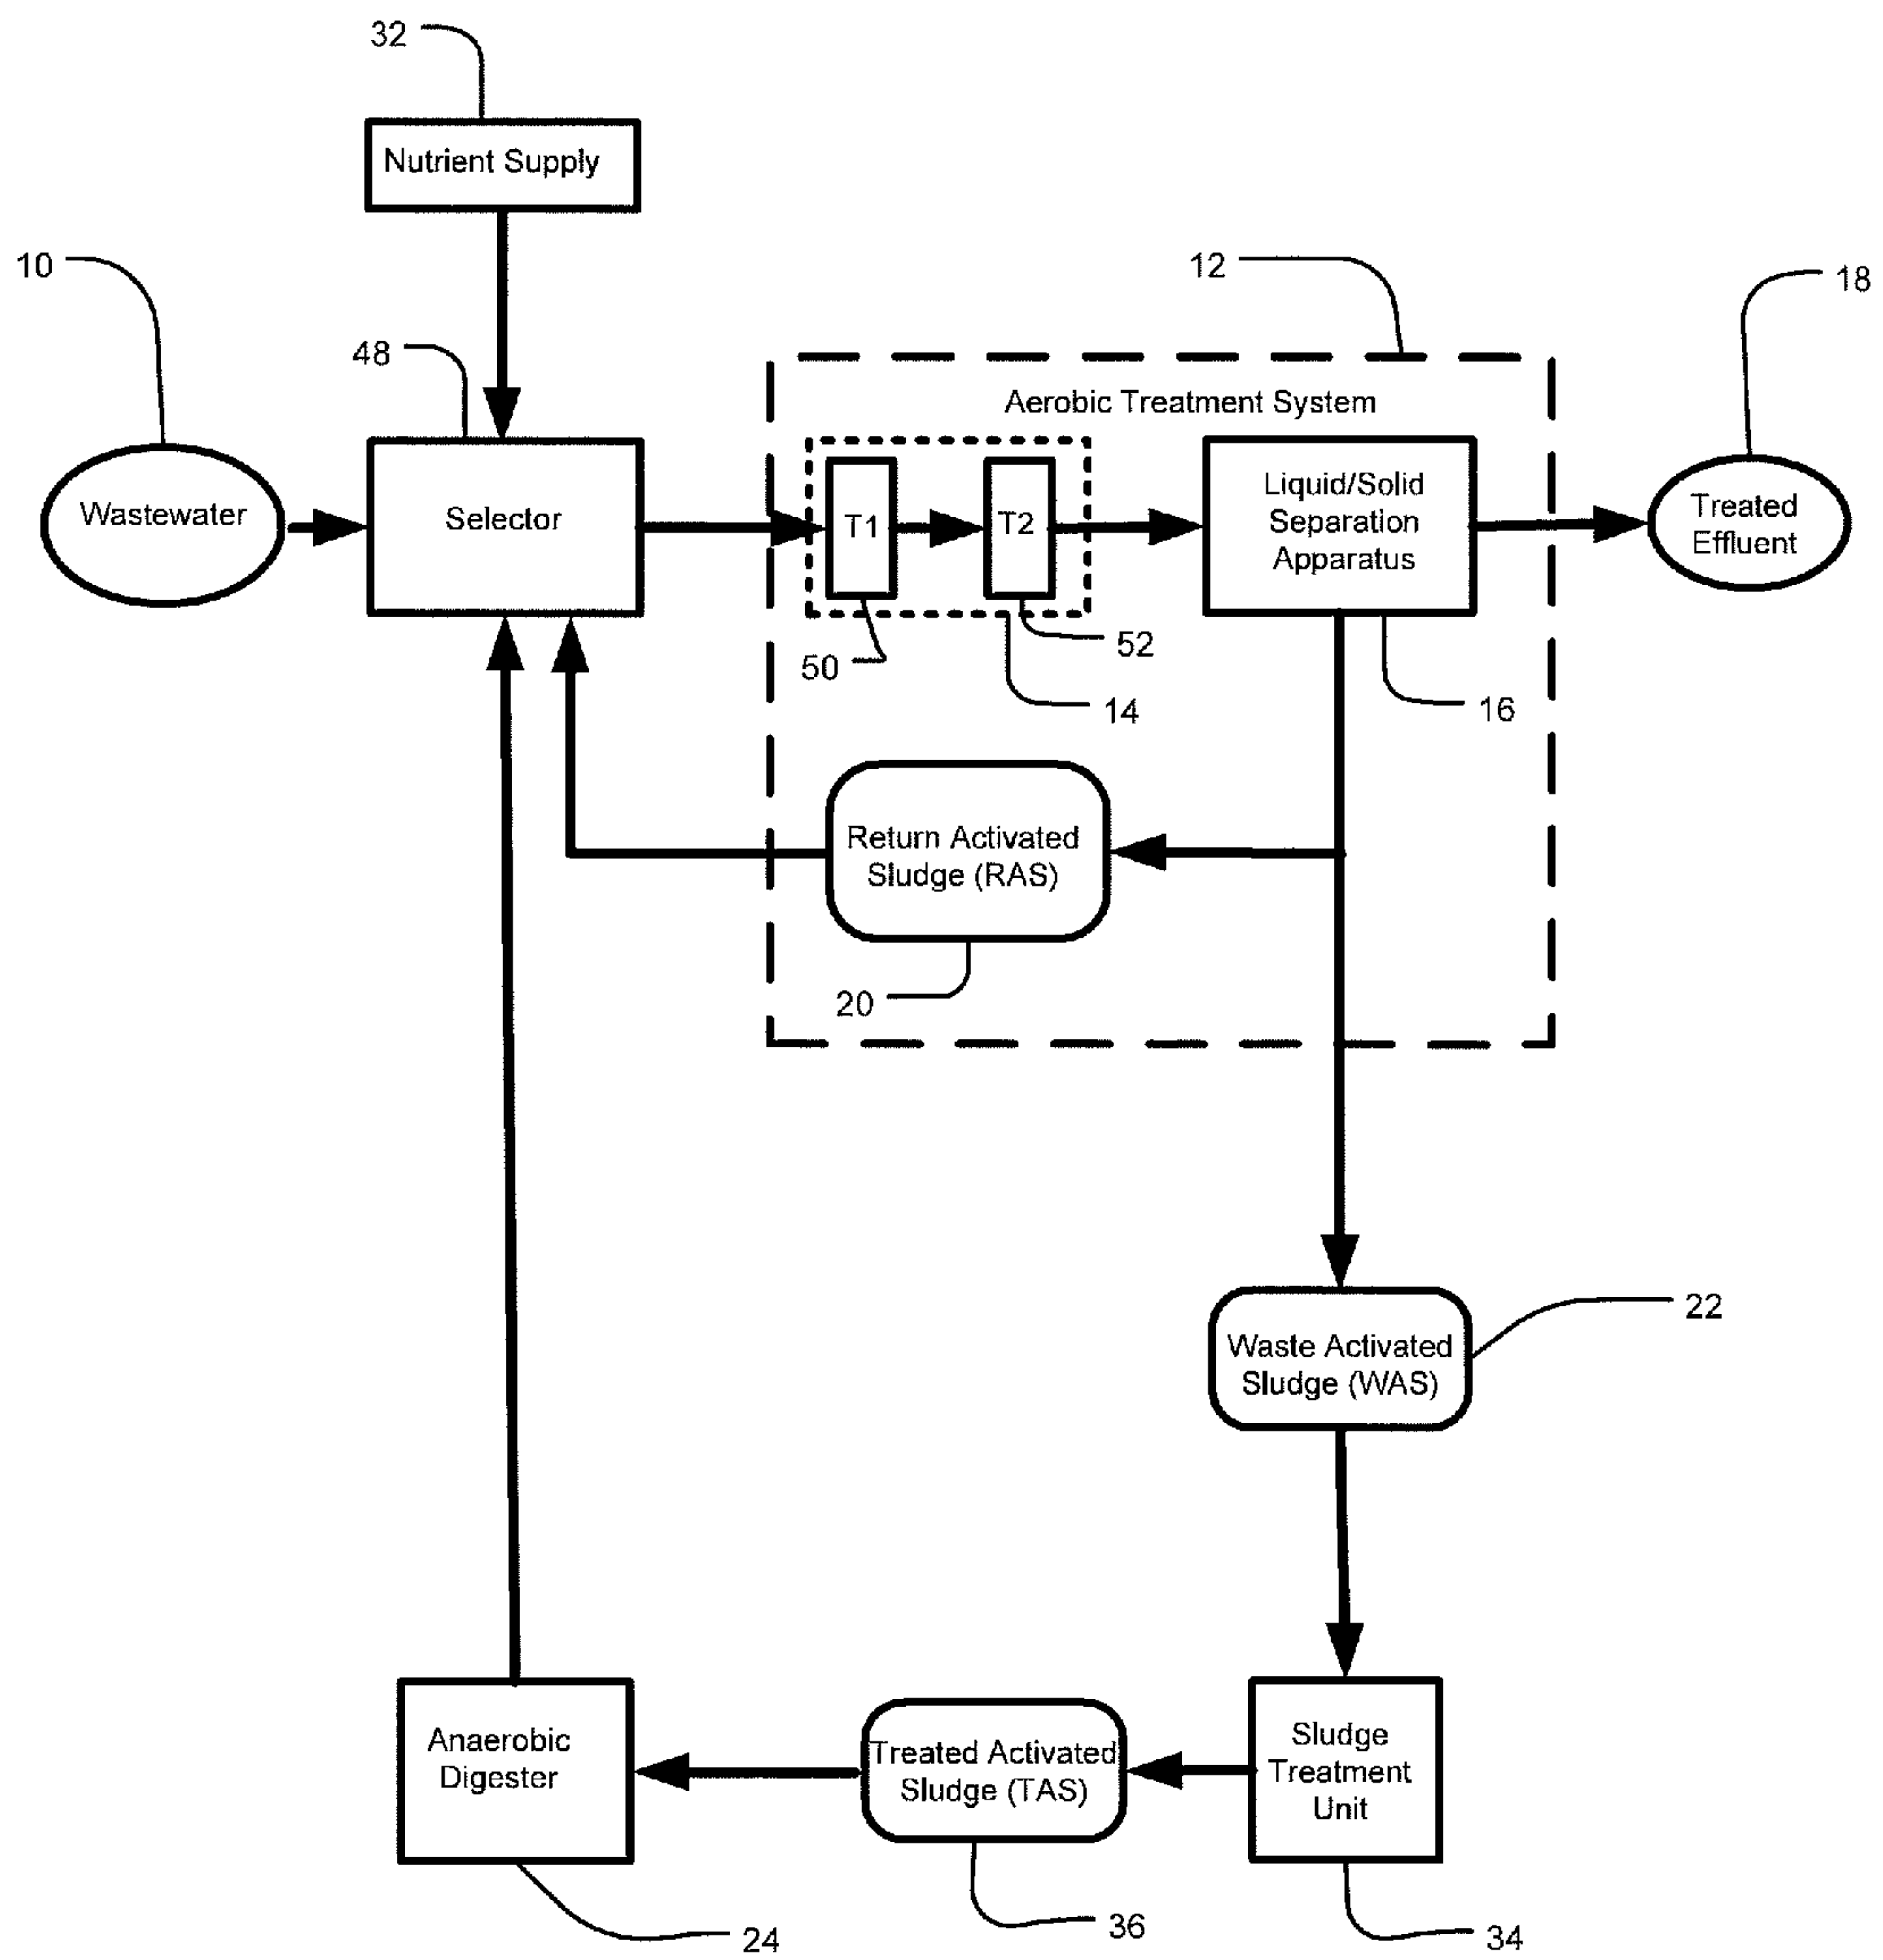 32
Nutrient Supply
10
12
18
48
Aerobic Treatment System
Wastewater
Selector
T1
T2
Liquid/Solid
Separation
Apparatus
Treated
Effluent
50
52
14
16
Return Activated
Sludge (RAS)
20
22
Waste Activated
Sludge (WAS)
Anaerobic
Digester
Treated Activated
Sludge (TAS)
Sludge
Treatment
Unit
24
36
34